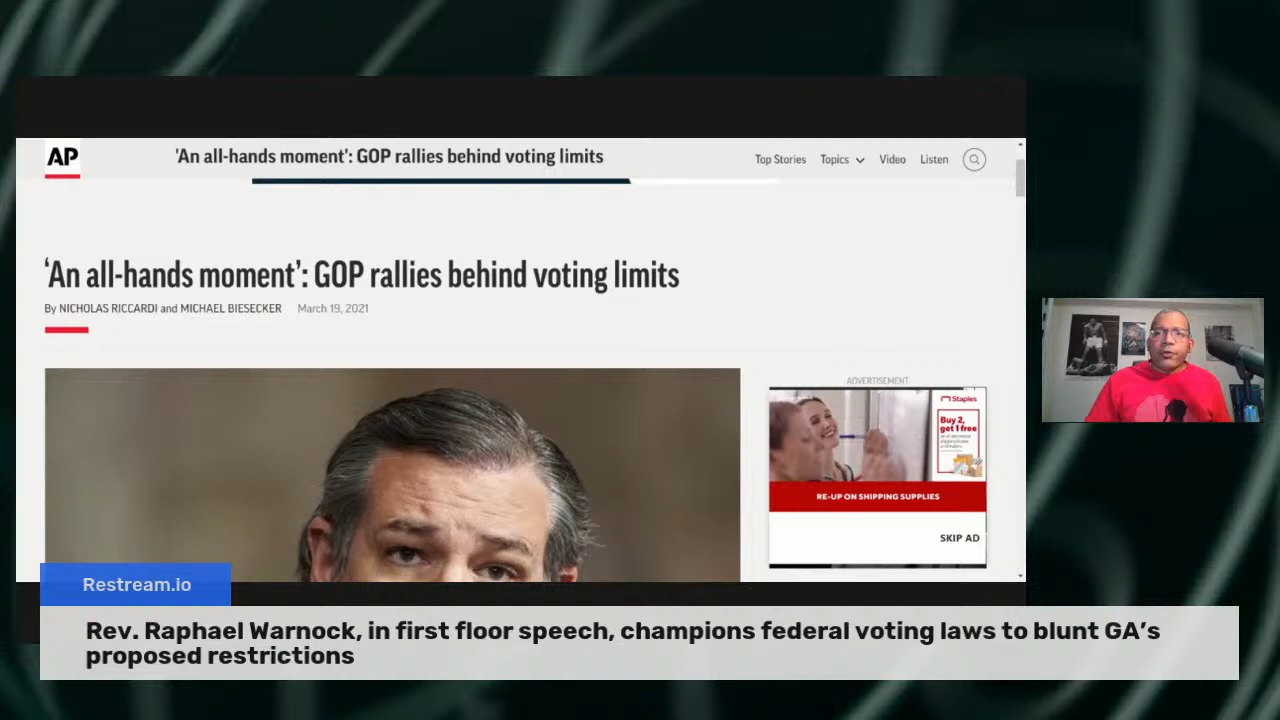 AP
'An all-hands moment': GOP rallies behind voting limits
Top Stories
Topics
Video
Listen
'An all-hands moment': GOP rallies behind voting limits
By NICHOLAS RICCARDI and MICHAEL BIESECKER March 19, 2021
ADVERTISEMENT
Staples
Buy 2,
get 1 free
RE-UP ON SHIPPING SUPPLIES
SKIP AD
Restream.io
Rev. Raphael Warnock, in first floor speech, champions federal voting laws to blunt GA's
proposed restrictions